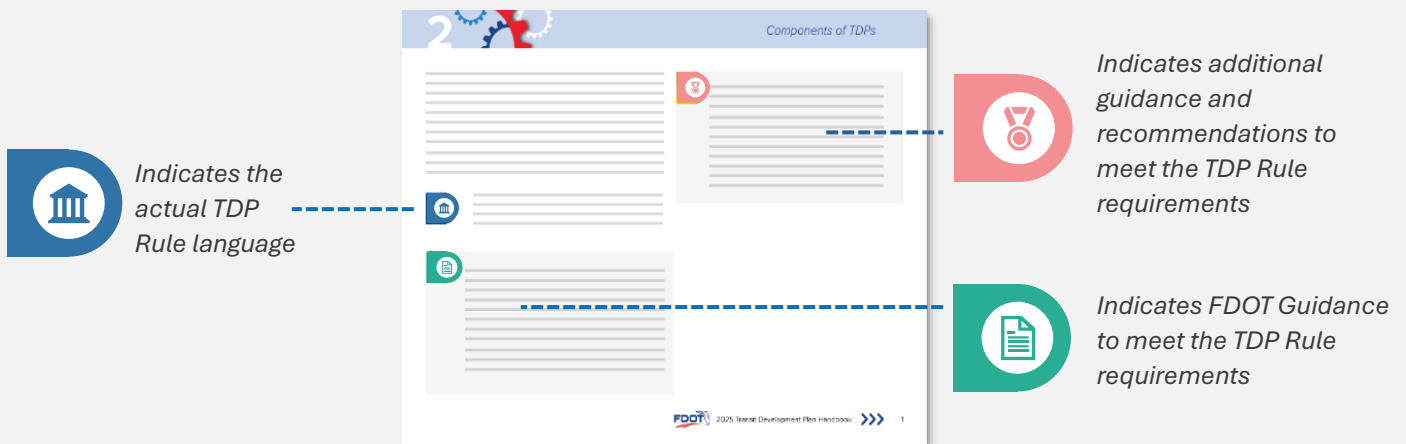 2
Components of TDPs
Indicates the
actual TDP
Rule language
Indicates additional
guidance and
recommendations to
meet the TDP Rule
requirements
Indicates FDOT Guidance
to meet the TDP Rule
requirements
FDOT 2025 Transit Development Plan Handbook 1